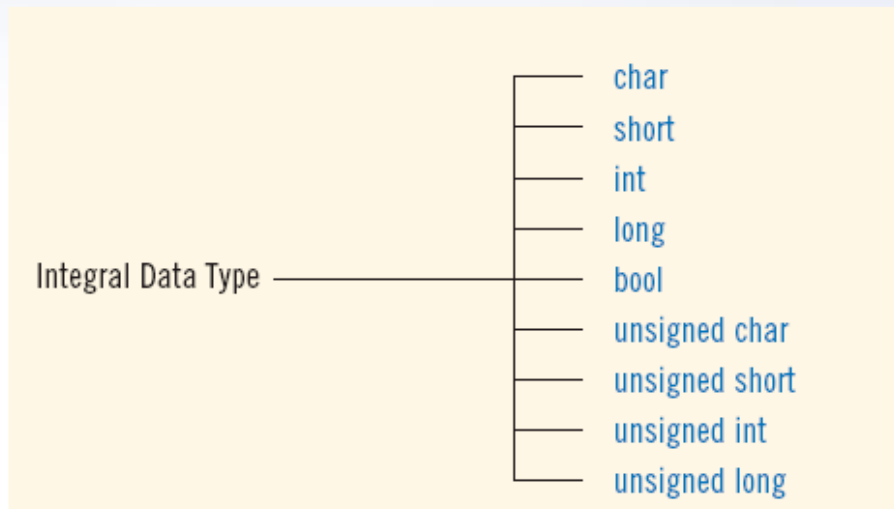 char
short
int
long
Integral Data Type
bool
unsigned char
unsigned short
unsigned int
unsigned long